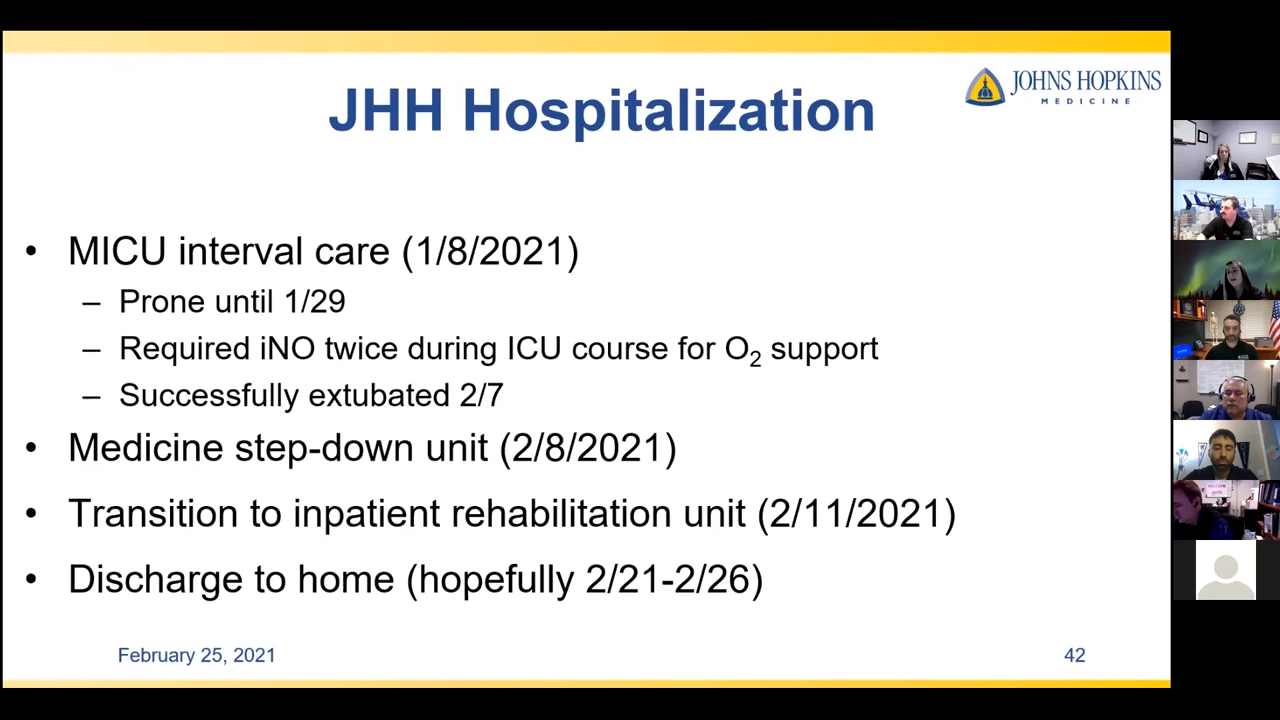 JHH Hospitalization
JOHNS HOPKINS
MEDICINE
• MICU interval care (1/8/2021)
– Prone until 1/29
– Required iNO twice during ICU course for O₂ support
– Successfully extubated 2/7
• Medicine step-down unit (2/8/2021)
• Transition to inpatient rehabilitation unit (2/11/2021)
• Discharge to home (hopefully 2/21-2/26)
February 25, 2021
42